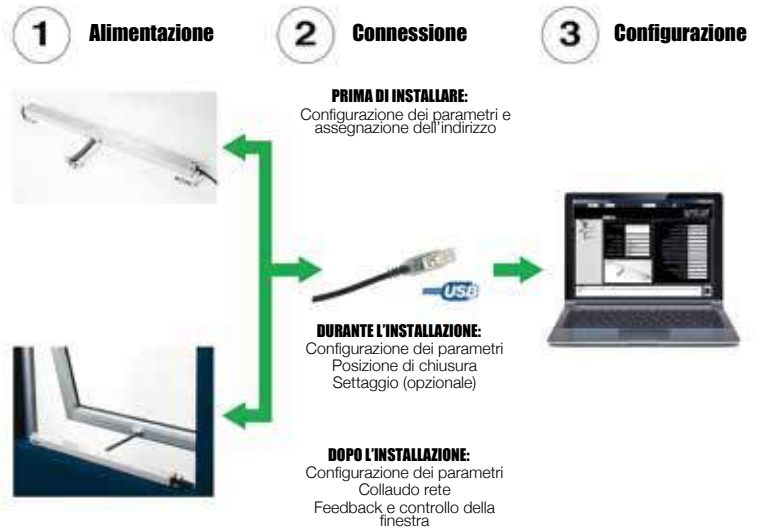 1 Alimentazione
2 Connessione
3 Configurazione
PRIMA DI INSTALLARE:
Configurazione dei parametri e
assegnazione dell'indirizzo
USB
DURANTE L'INSTALLAZIONE:
Configurazione dei parametri
Posizione di chiusura
Settaggio (opzionale)
DOPO L'INSTALLAZIONE:
Configurazione dei parametri
Collaudo rete
Feedback e controllo della
finestra